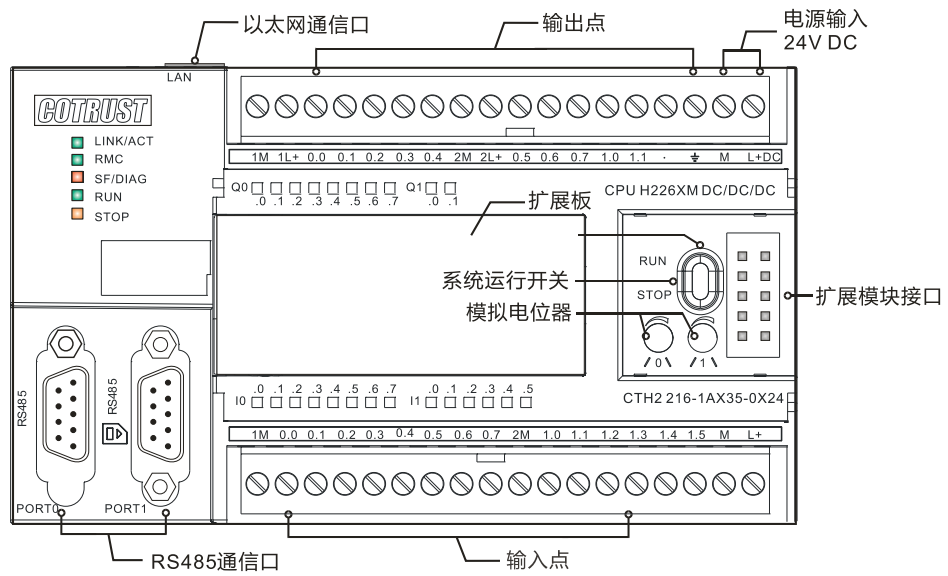 以太网通信口
输出点
电源输入
24V DC
LAN
COTRUST
LINK/ACT
RMC
SF/DIAG
RUN
STOP
1M 1L+ 0.0 0.1 0.2 0.3 0.4 2M 2L+ 0.5 0.6 0.7 1.0 1.1 · M L+DC
Q0
.0 .1 .2 .3 .4 .5 .6 .7
Q1
.0 .1
CPU H226XM DC/DC/DC
扩展板
系统运行开关
模拟电位器
RUN
STOP
0
1
扩展模块接口
.0 .1 .2 .3 .4 .5 .6 .7
I0
.0 .1 .2 .3 .4 .5
I1
CTH2 216-1AX35-0X24
1M 0.0 0.1 0.2 0.3 0.4 0.5 0.6 0.7 2M 1.0 1.1 1.2 1.3 1.4 1.5 M L+
RS485
RS485
PORT0
PORT1
RS485通信口
输入点